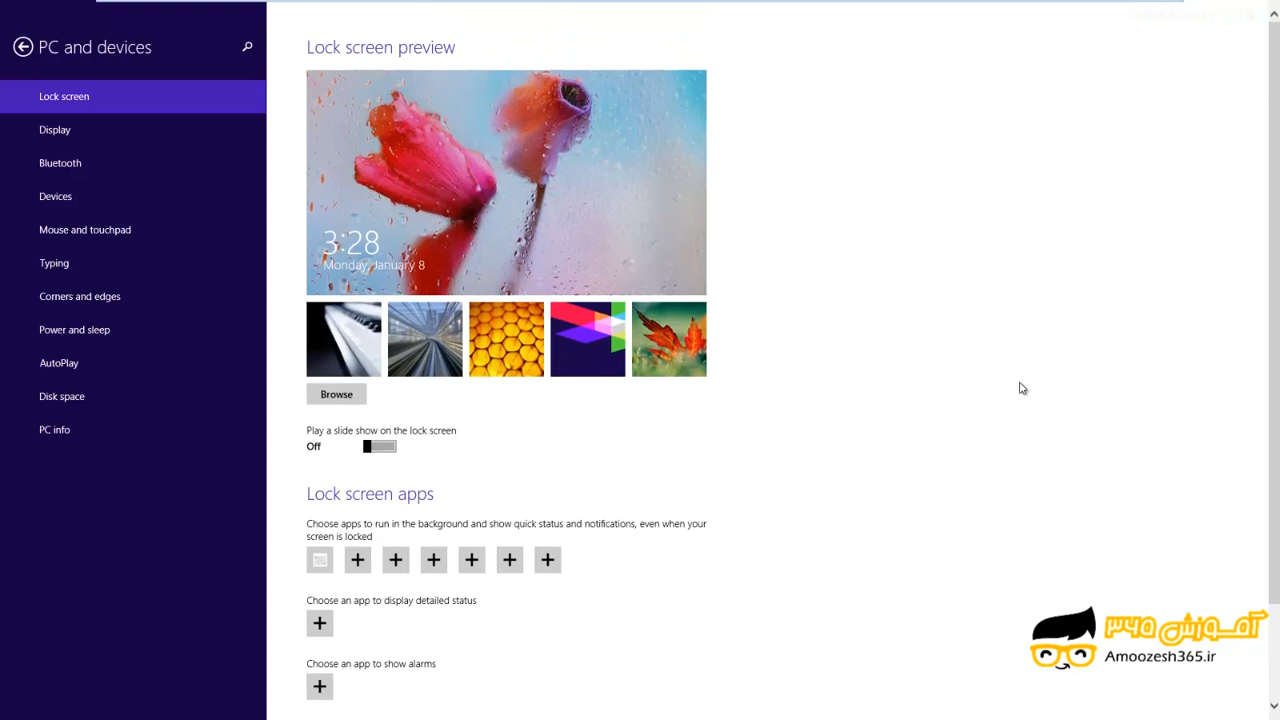 PC and devices
Lock screen
Display
Bluetooth
Devices
Mouse and touchpad
Typing
Corners and edges
Power and sleep
AutoPlay
Disk space
PC info
Lock screen preview
3:28
Monday, January 8
Browse
Play a slide show on the lock screen
Off
Lock screen apps
Choose apps to run in the background and show quick status and notifications, even when your
screen is locked
Choose an app to display detailed status
Choose an app to show alarms
آموزش ۳۶۵
Amoozesh365.ir